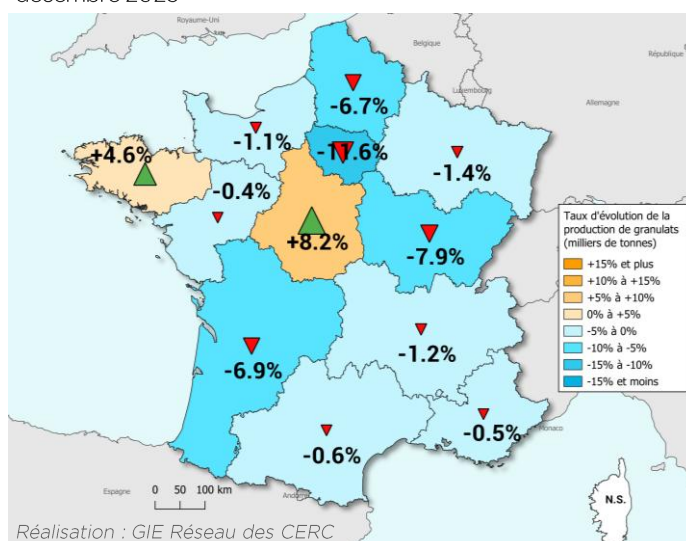 Royaume-Uni
Belgique
Luxembourg
République
Allemagne
-6.7%
-1.1%
-11.6%
+4.6%
-0.4%
-1.4%
+8.2%
-7.9%
Taux d'évolution de la
production de granulats
(milliers de tonnes)
+15% et plus
+10% à +15%
+5% à +10%
0% à +5%
-5% à 0%
-10% à -5%
-15% à -10%
-15% et moins
-6.9%
-1.2%
-0.6%
-0.5%
Monaco
Espagne
0 50 100 km
N.S.
Réalisation : GIE Réseau des CERC